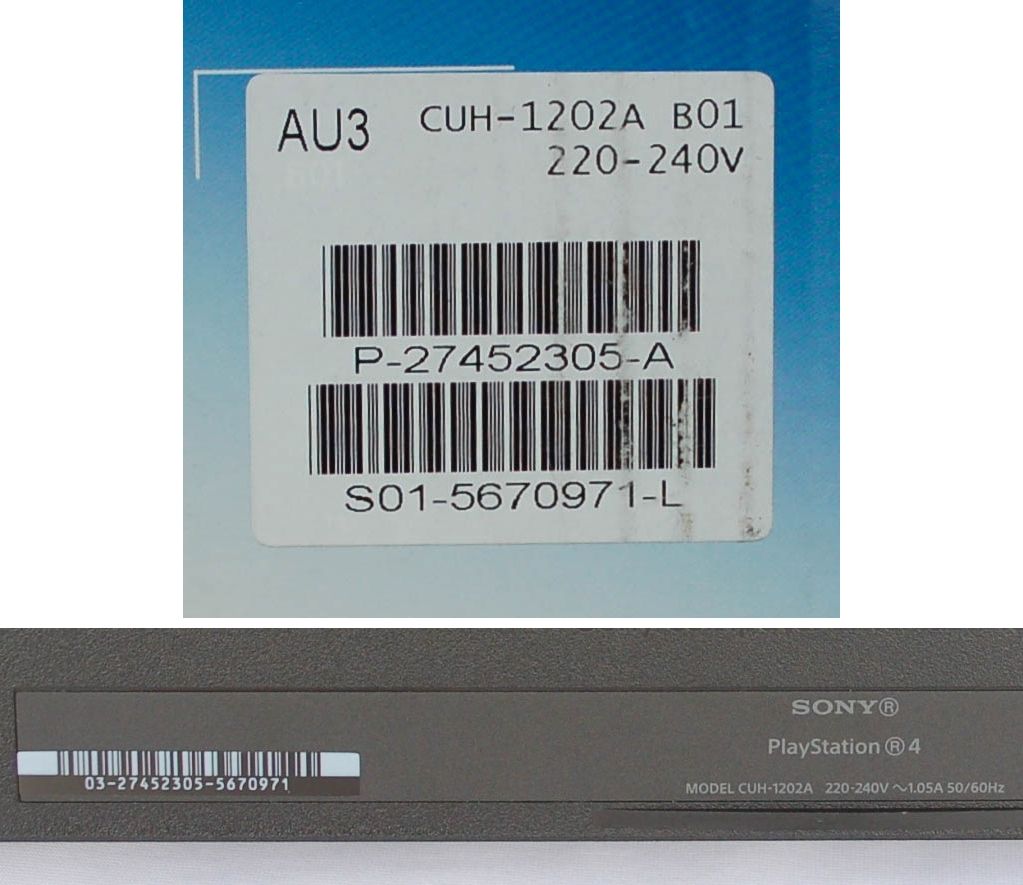 AU3 CUH-1202A B01
220-240V
P-27452305-A
S01-5670971-L
SONY®
PlayStation ®4
03-27452305-5670971
MODEL CUH-1202A 220-240V ~1.05A 50/60Hz